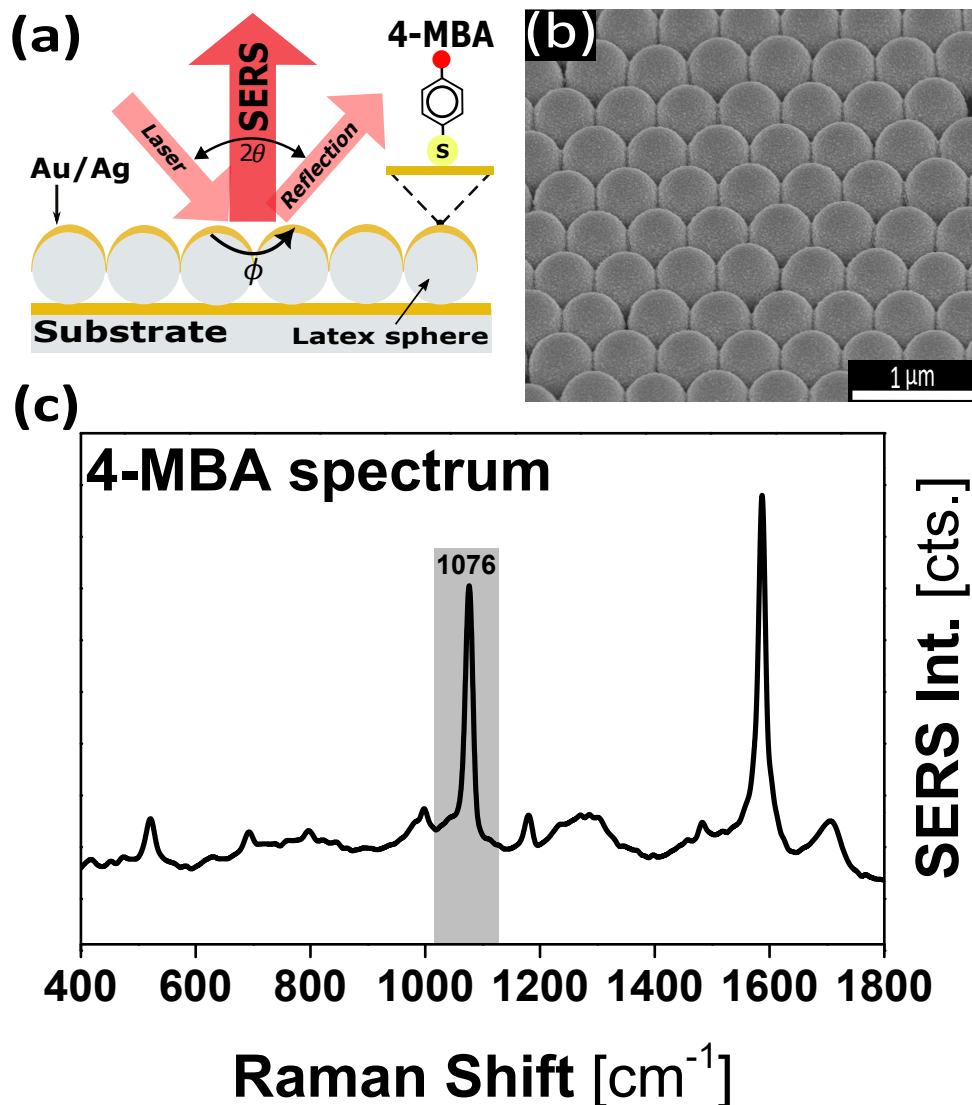 (a)
SERS
2θ
Laser
Reflection
4-MBA
S
Au/Ag
ϕ
Substrate
Latex sphere
(b)
1 µm
(c)
4-MBA spectrum
1076
SERS Int. [cts.]
400 600 800 1000 1200 1400 1600 1800
Raman Shift [cm⁻¹]